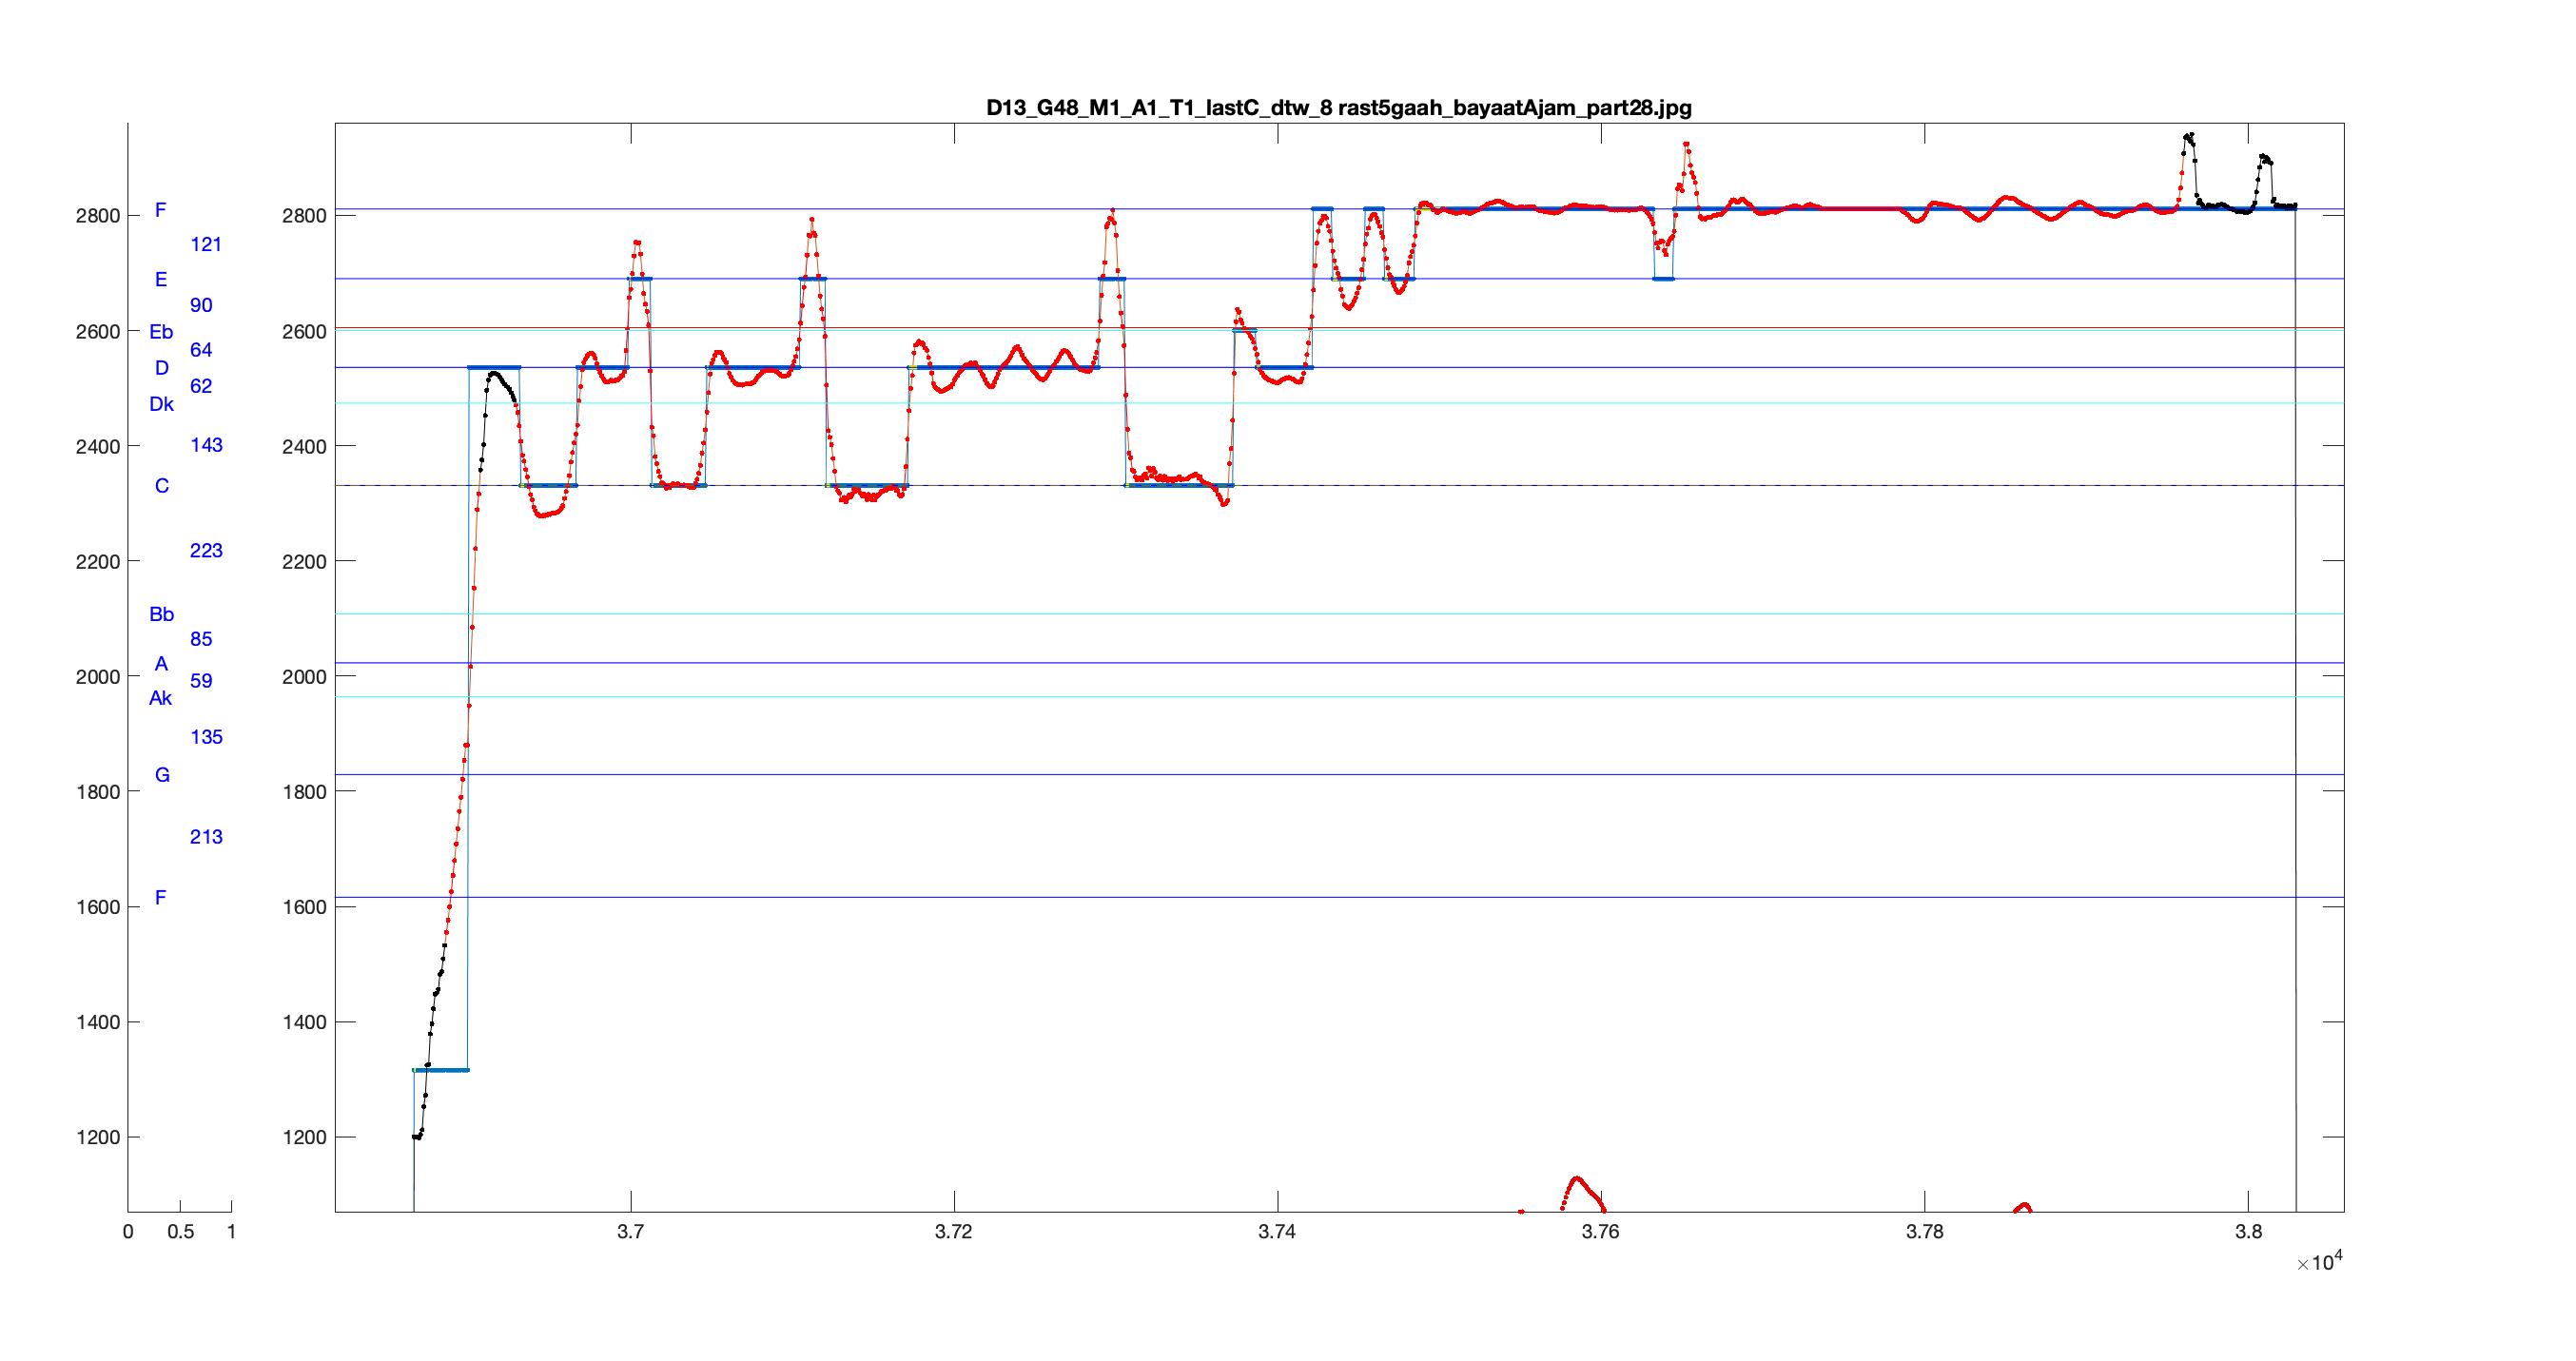 D13_G48_M1_A1_T1_lastC_dtw_8 rast5gaah_bayaatAjam_part28.jpg
2800 F 2800
121
E
90
2600 Eb 2600
64
D
62
Dk
2400 143 2400
C
2200 223 2200
Bb
85
A
2000 59 2000
Ak
135
G
1800 1800
213
F
1600 1600
1400 1400
1200 1200
0 0.5 1 3.7 3.72 3.74 3.76 3.78 3.8
×10^4